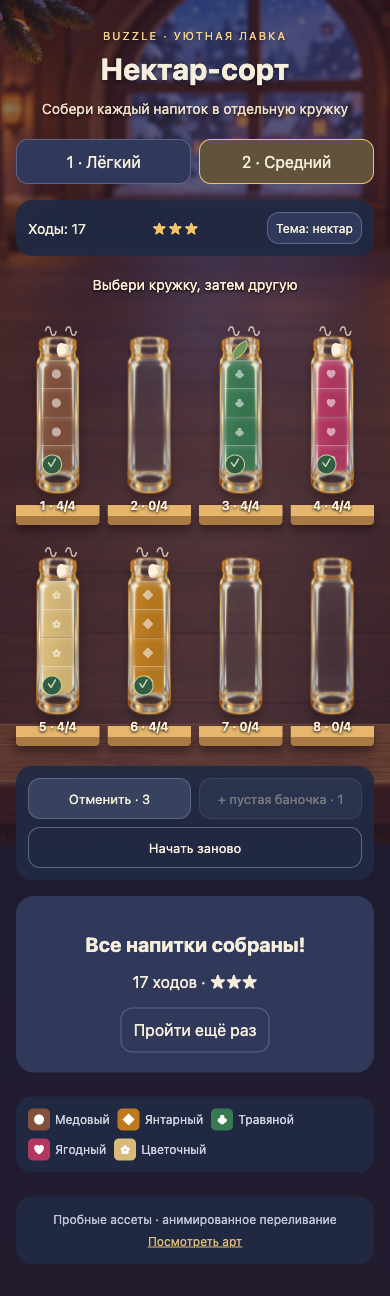 BUZZLE · УЮТНАЯ ЛАВКА
Нектар-сорт
Собери каждый напиток в отдельную кружку
1 · Лёгкий
2 · Средний
Ходы: 17
Тема: нектар
Выбери кружку, затем другую
1 · 4/4
2 · 0/4
3 · 4/4
4 · 4/4
5 · 4/4
6 · 4/4
7 · 0/4
8 · 0/4
Отменить · 3
+ пустая баночка · 1
Начать заново
Все напитки собраны!
17 ходов · ★★★
Пройти ещё раз
Медовый
Янтарный
Травяной
Ягодный
Цветочный
Пробные ассеты · анимированное переливание
Посмотреть арт